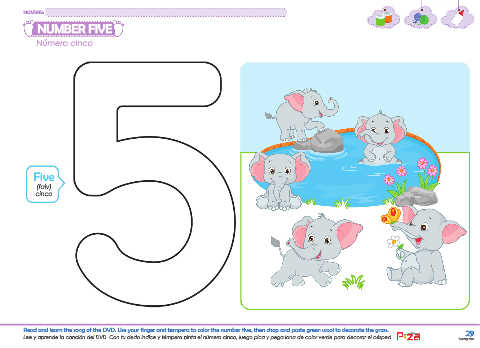 NUMBER FIVE
Número cinco
Five
(faiv)
cinco
Read and learn the song of the DVD. Use your finger and tempera to color the number five, then chop and paste green wool to decorate the grass.
Lee y aprende la canción del DVD. Con tu dedo índice y témpera pinta el número cinco, luego pica y pega lana de color verde para decorar el césped.
29